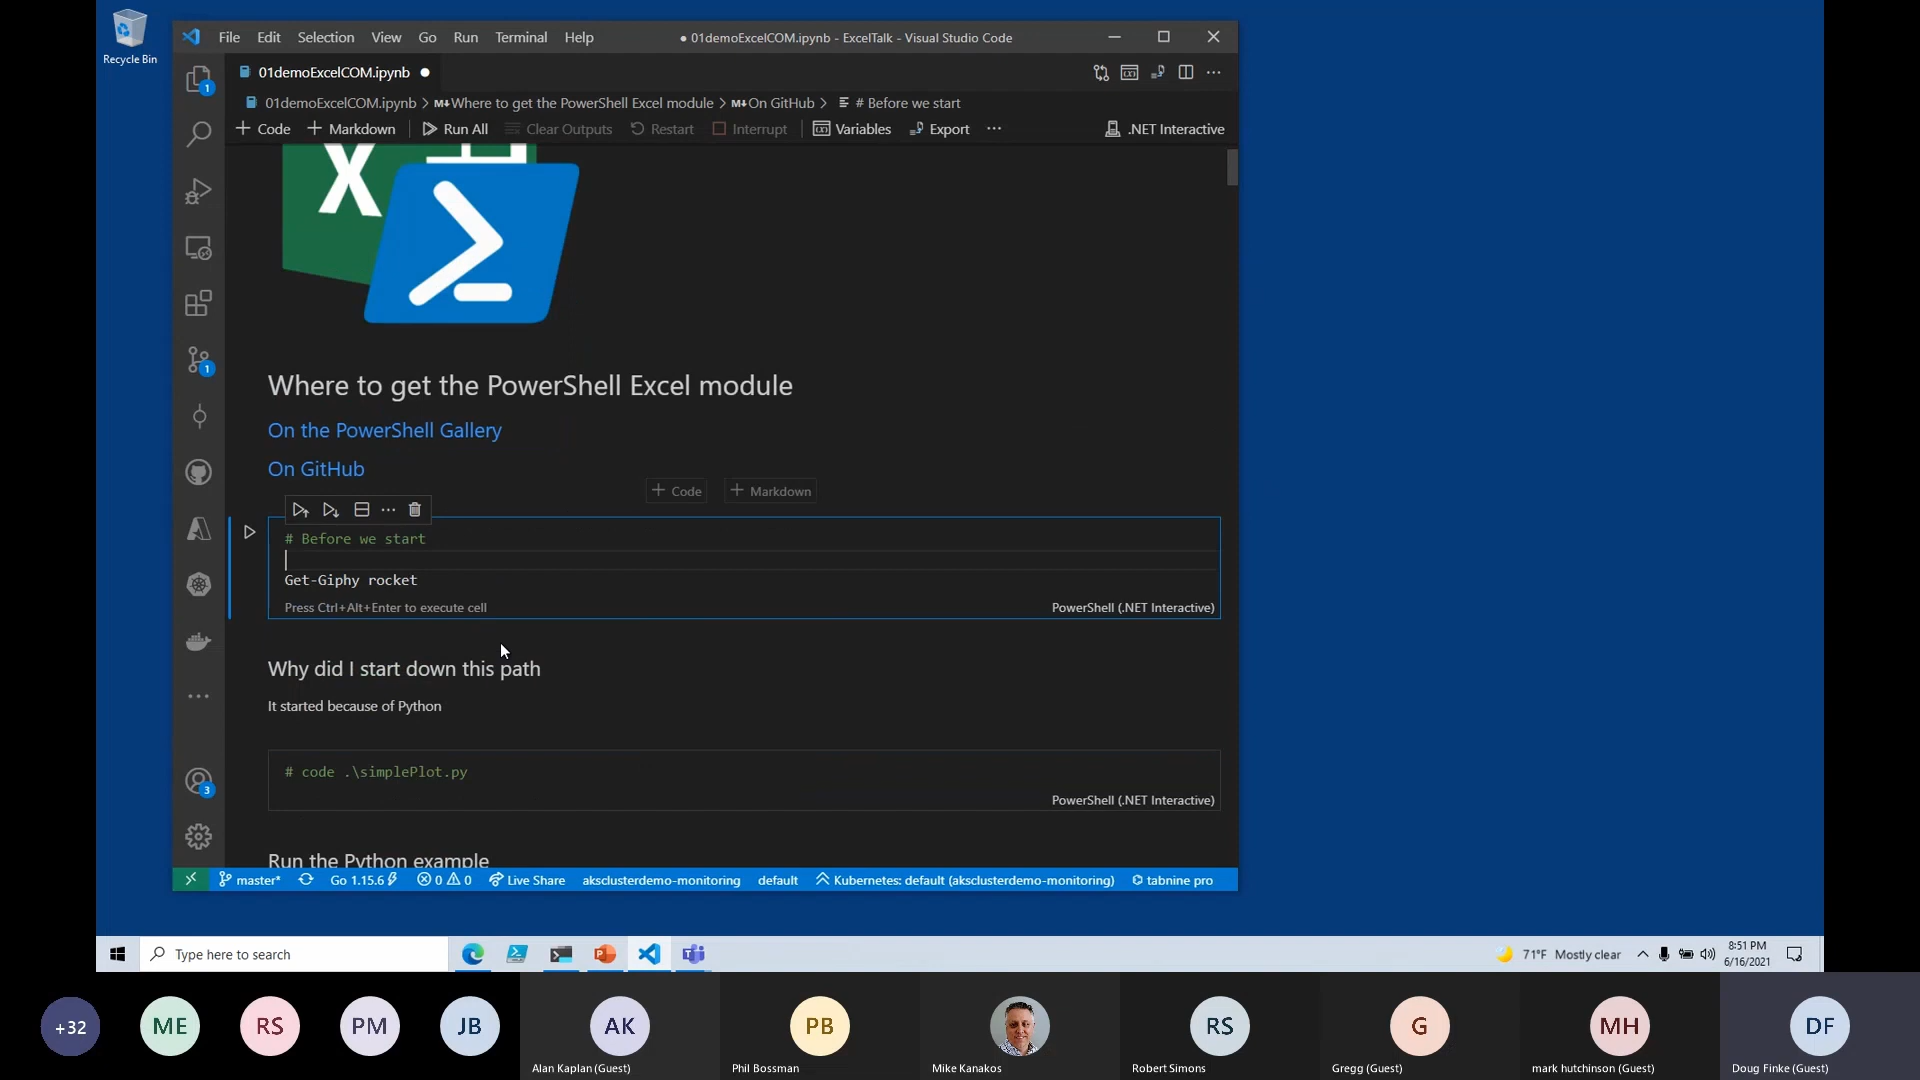 Recycle Bin
File Edit Selection View Go Run Terminal Help
● 01demoExcelCOM.ipynb - ExcelTalk - Visual Studio Code
01demoExcelCOM.ipynb ●
01demoExcelCOM.ipynb > M↓Where to get the PowerShell Excel module > M↓On GitHub > # Before we start
+ Code + Markdown Run All Clear Outputs Restart Interrupt Variables Export ... .NET Interactive
X
Where to get the PowerShell Excel module
On the PowerShell Gallery
On GitHub
+ Code + Markdown
# Before we start
Get-Giphy rocket
Press Ctrl+Alt+Enter to execute cell
PowerShell (.NET Interactive)
Why did I start down this path
It started because of Python
# code .\simplePlot.py
PowerShell (.NET Interactive)
Run the Python example
1
1
3
master* Go 1.15.6 0 0 Live Share aksclusterdemo-monitoring default Kubernetes: default (aksclusterdemo-monitoring) tabnine pro
Type here to search
71°F Mostly clear
8:51 PM
6/16/2021
+32 ME RS PM JB AK PB RS G MH DF
Alan Kaplan (Guest) Phil Bossman Mike Kanakos Robert Simons Gregg (Guest) mark hutchinson (Guest) Doug Finke (Guest)